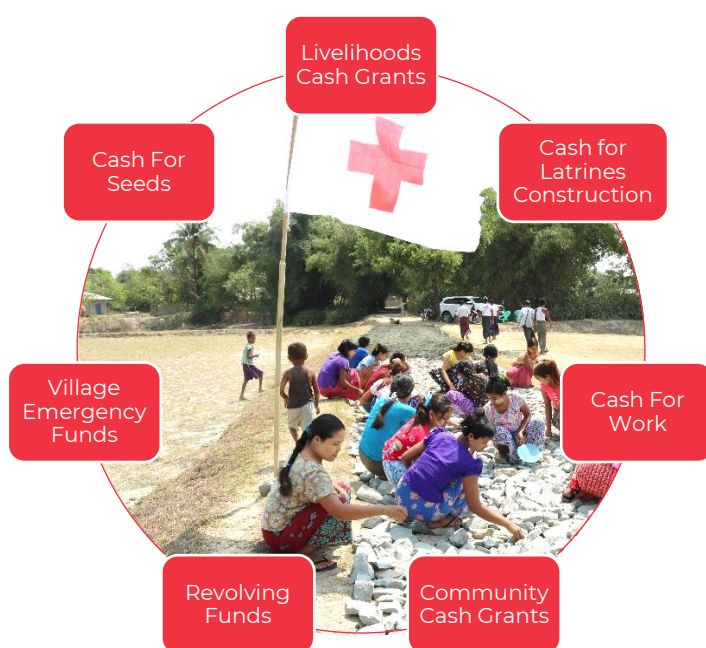 Livelihoods
Cash Grants
Cash for
Latrines
Construction
Cash For
Work
Community
Cash Grants
Revolving
Funds
Village
Emergency
Funds
Cash For
Seeds